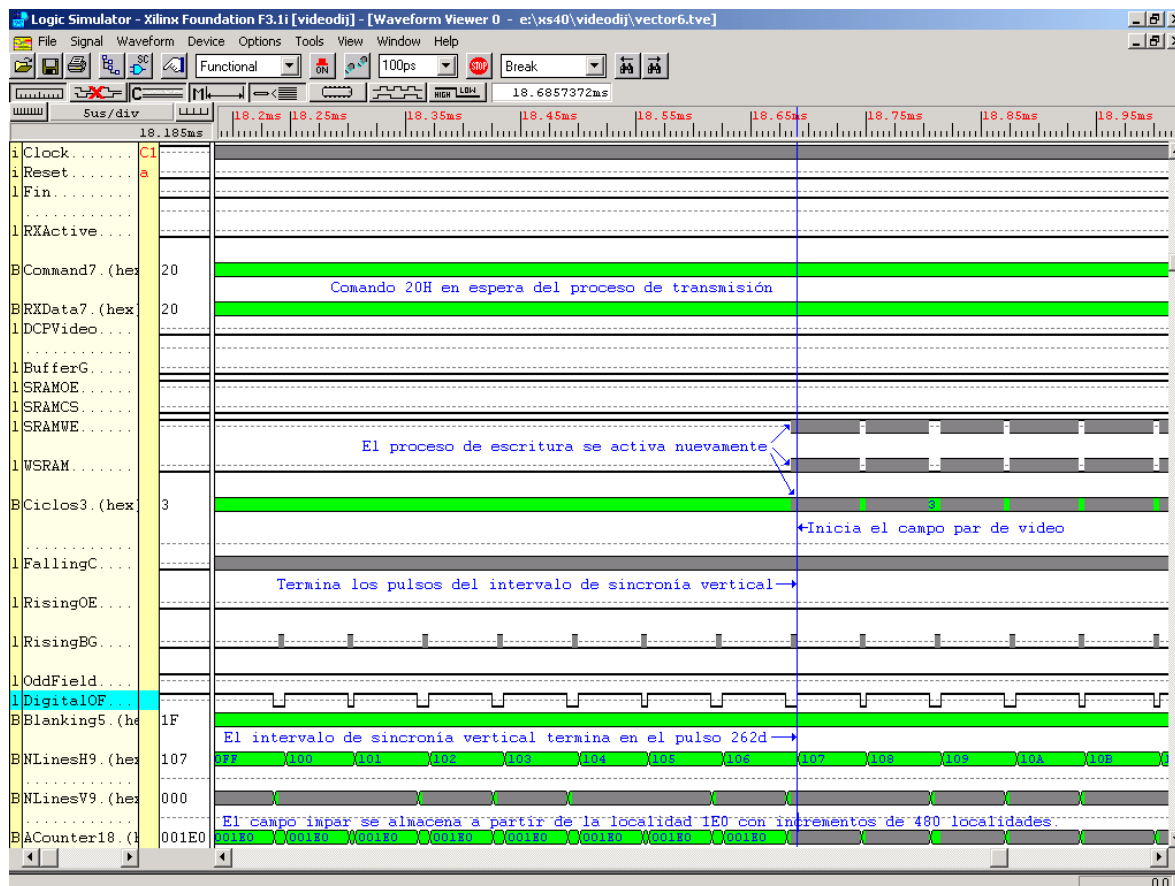 Logic Simulator - Xilinx Foundation F3.1i [videodij] - [Waveform Viewer 0 - e:\xs40\videodij\vector6.tve]
File Signal Waveform Device Options Tools View Window Help
SC Functional ON 100ps STOP Break
HIGH LOW 18.6857372ms
5us/div 18.2ms 18.25ms 18.35ms 18.45ms 18.55ms 18.65ms 18.75ms 18.85ms 18.95ms
18.185ms
i Clock....... C1
i Reset....... a
l Fin.........
l RXActive....
B Command7.(hex 20
Comando 20H en espera del proceso de transmisión
B RXData7.(hex) 20
l DCPVideo....
l BufferG.....
l SRAMOE......
l SRAMCS......
l SRAMWE......
El proceso de escritura se activa nuevamente
l WSRAM.......
B Ciclos3.(hex) 3 3
Inicia el campo par de video
l FallingC....
Termina los pulsos del intervalo de sincronía vertical
l RisingOE....
l RisingBG....
l OddField....
l DigitalOF...
B Blanking5.(he 1F
El intervalo de sincronía vertical termina en el pulso 262d
B NLinesH9.(hex 107 0FF 100 101 102 103 104 105 106 107 108 109 10A 10B
B NLinesV9.(hex 000
El campo impar se almacena a partir de la localidad 1E0 con incrementos de 480 localidades.
B ACounter18.(h 001E0 001E0 001E0 001E0 001E0 001E0 001E0 001E0 001E0
0.0